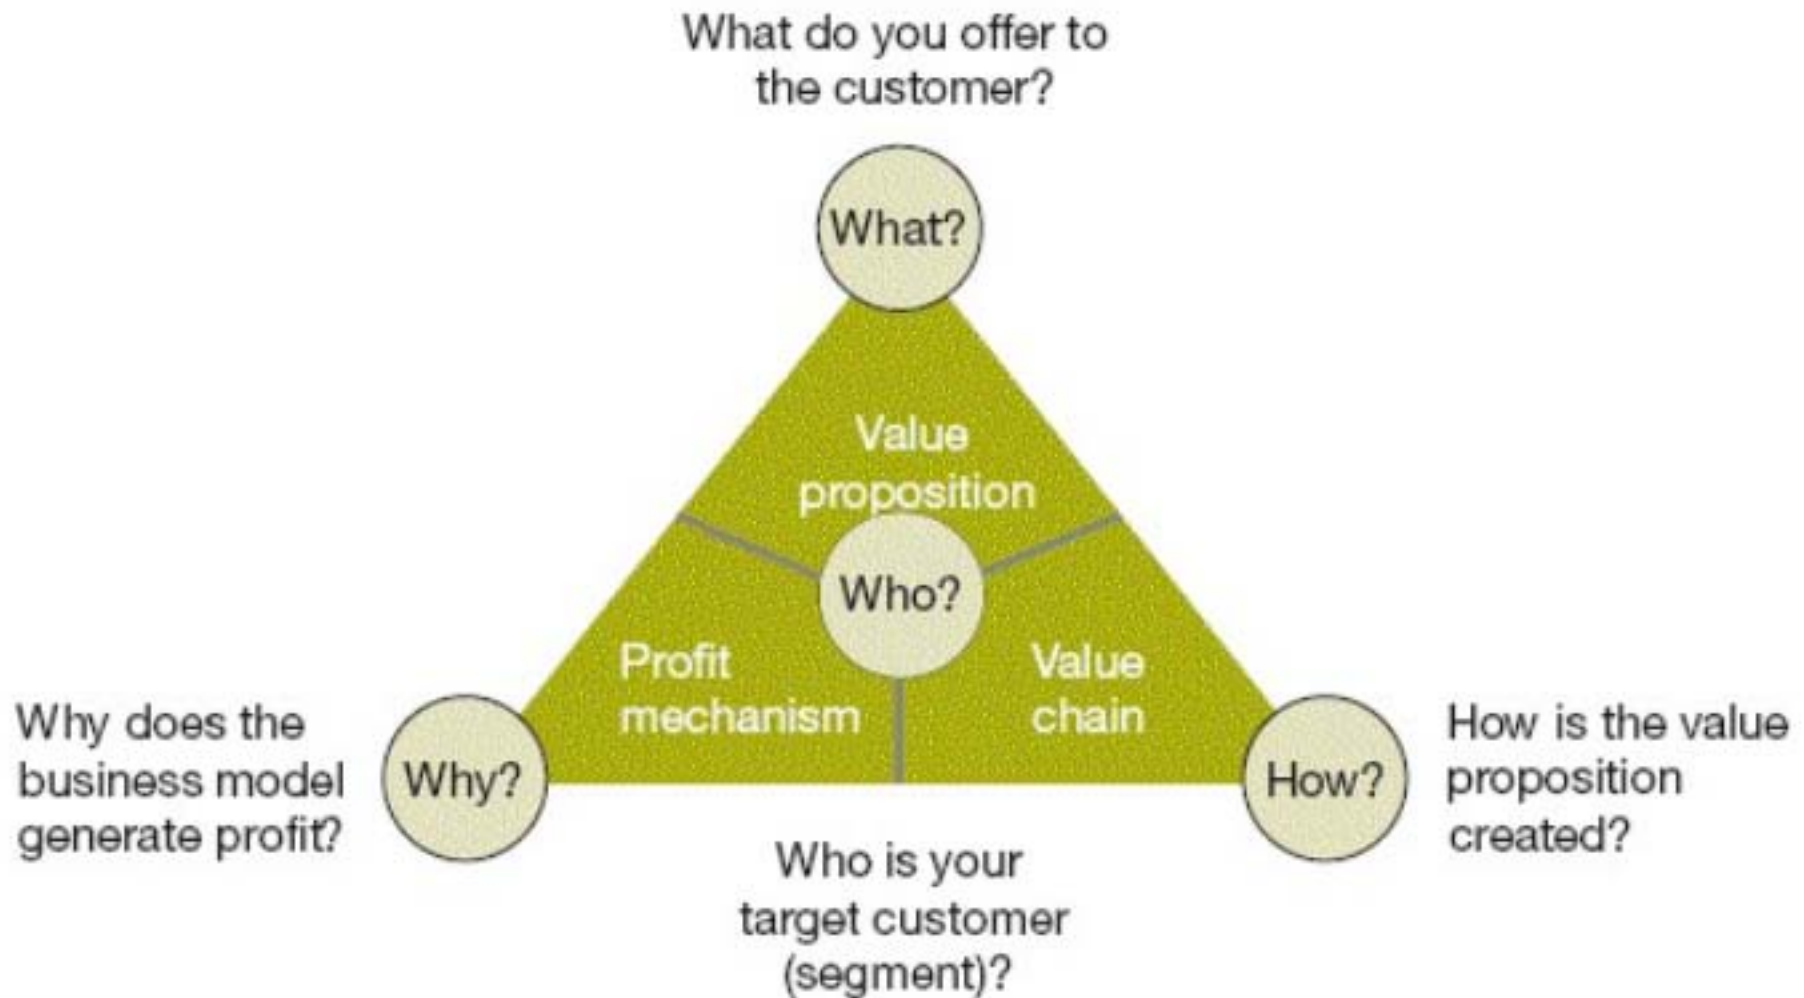 What do you offer to
the customer?
What?
Value
proposition
Who?
Profit
mechanism
Value
chain
Why does the
business model
generate profit?
Why?
How?
How is the value
proposition
created?
Who is your
target customer
(segment)?